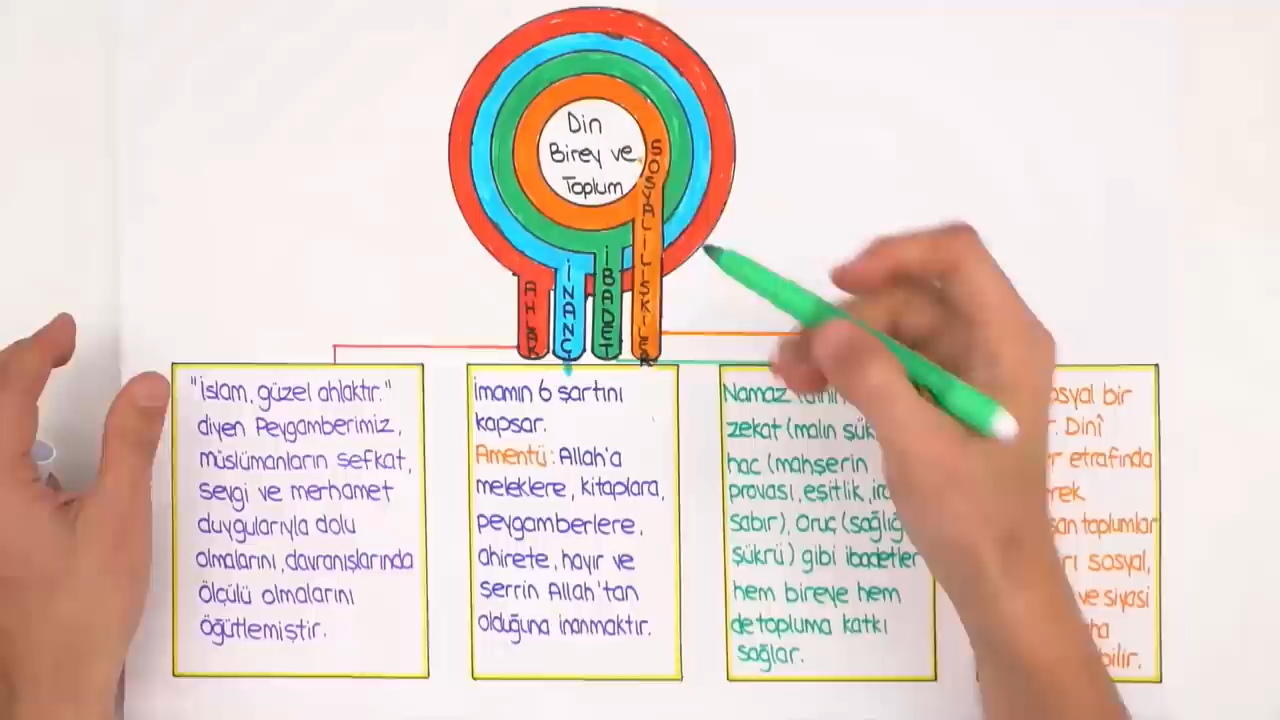 Din
Birey ve
Toplum
AHLAK
İNANÇ
İBADET
SOSYAL İLİŞKİLER
"İslam, güzel ahlaktır."
diyen Peygamberimiz,
müslümanların şefkat,
sevgi ve merhamet
duygularıyla dolu
olmalarını, davranışlarında
ölçülü olmalarını
öğütlemiştir.
İmanın 6 şartını
kapsar.
Amentü: Allah'a
meleklere, kitaplara,
peygamberlere,
ahirete, hayır ve
şerrin Allah'tan
olduğuna inanmaktır.
Namaz
zekat (malın
hac (mahşerin
provası, eşitlik,
sabır), Oruç (sağlığ
şükrü) gibi ibadetler
hem bireye hem
de topluma katkı
sağlar.
osyal bir
Dinî
etrafında
rek
san toplumlar
rı sosyal,
ve siyasi
ha
bilir.